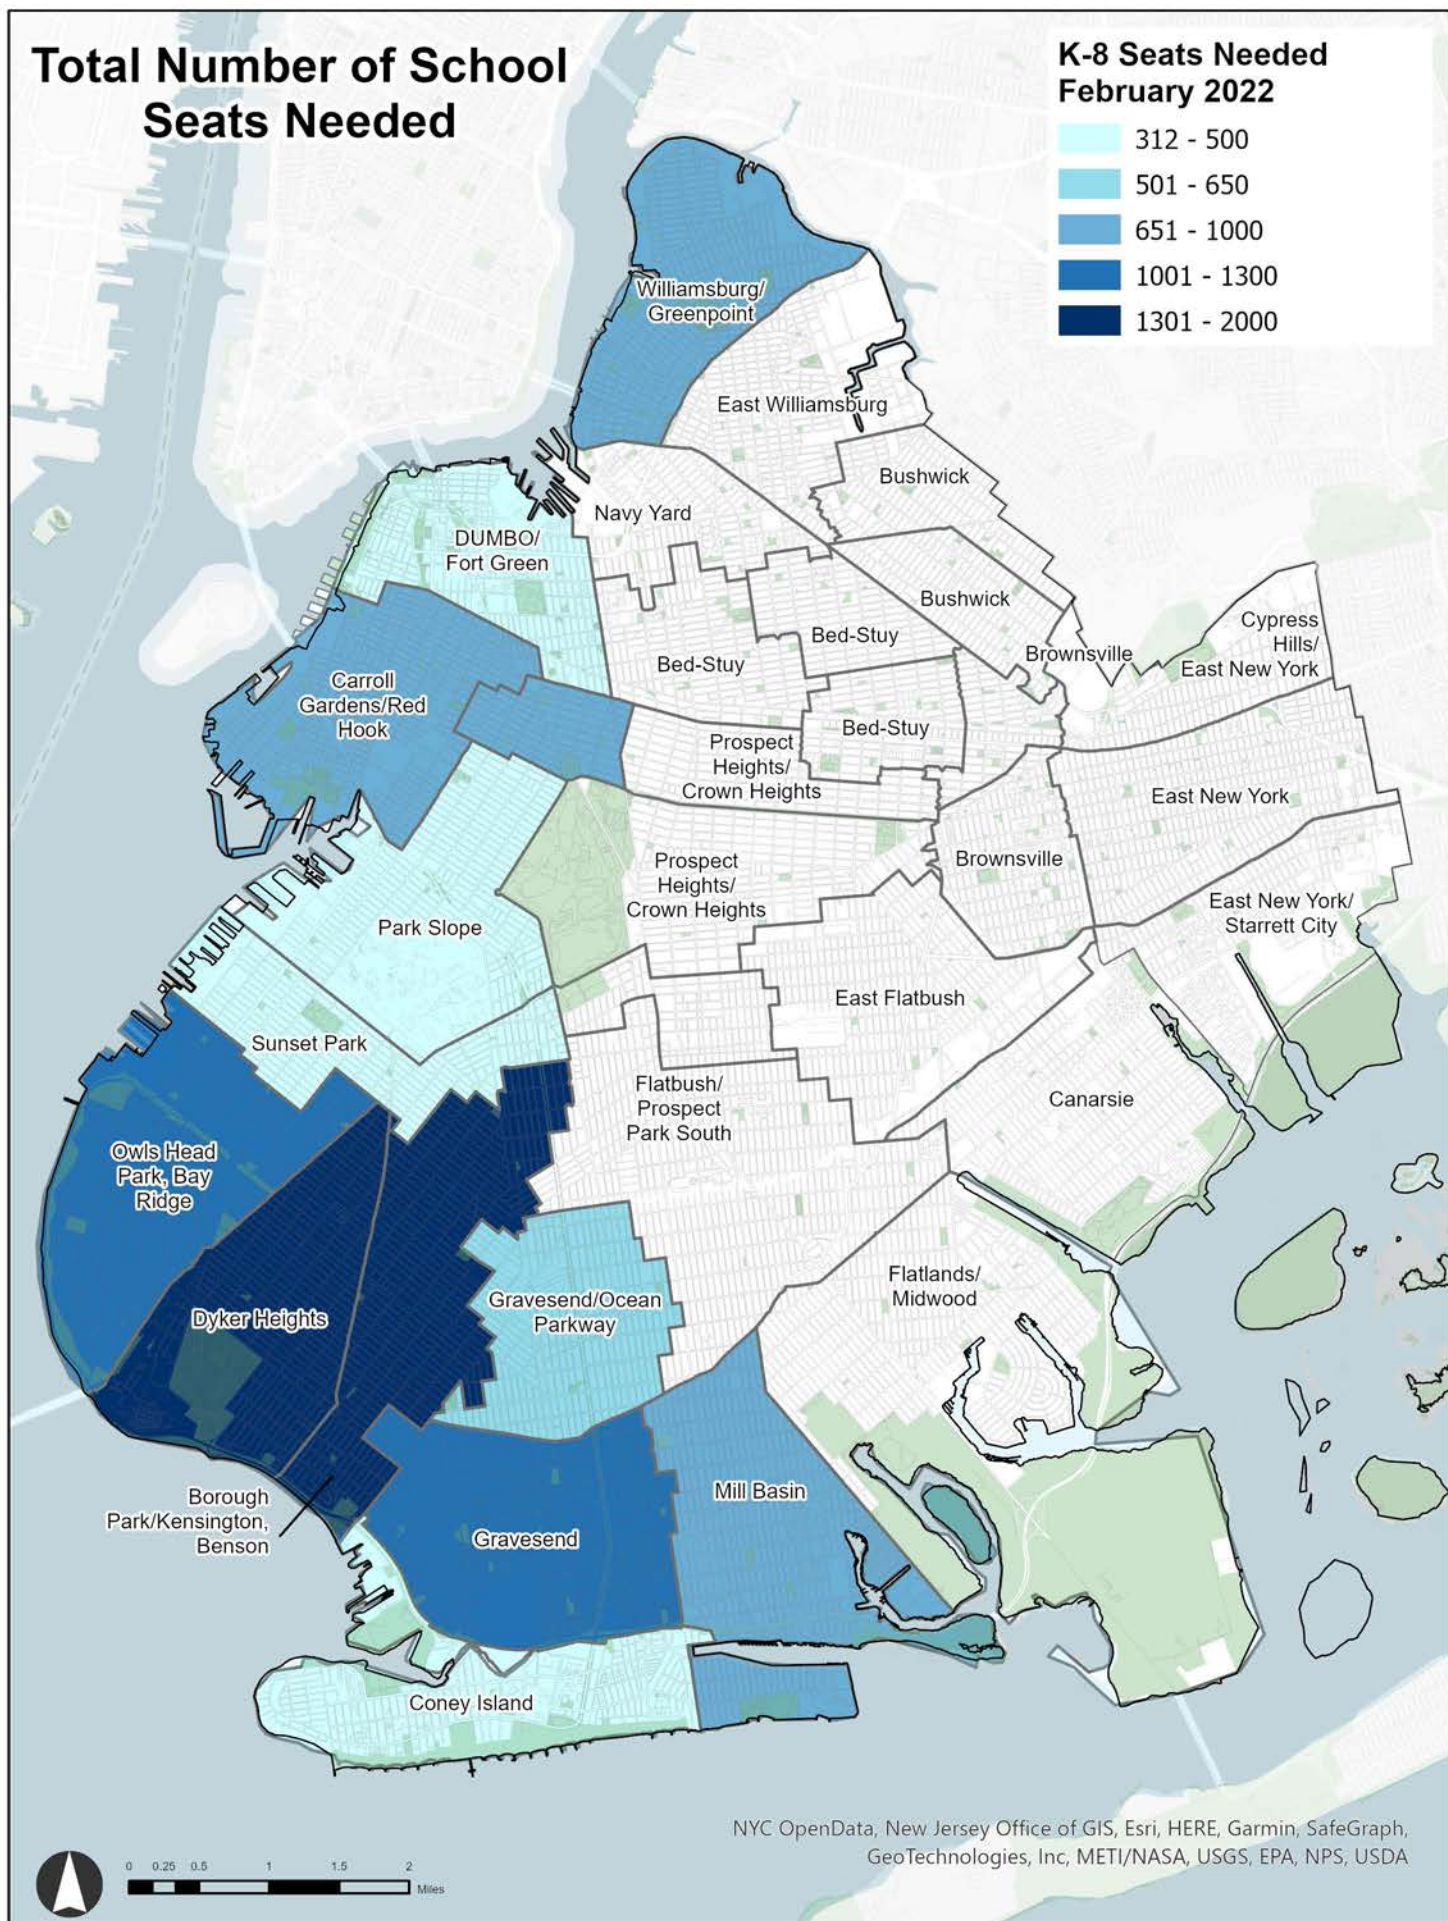 Total Number of School
Seats Needed
K-8 Seats Needed
February 2022
312 - 500
501 - 650
651 - 1000
1001 - 1300
1301 - 2000
Williamsburg/
Greenpoint
East Williamsburg
Bushwick
Navy Yard
DUMBO/
Fort Green
Bushwick
Cypress
Hills/
East New York
Bed-Stuy
Brownsville
Bed-Stuy
Carroll
Gardens/Red
Hook
Bed-Stuy
Prospect
Heights/
Crown Heights
East New York
Brownsville
Prospect
Heights/
Crown Heights
East New York/
Starrett City
Park Slope
East Flatbush
Sunset Park
Flatbush/
Prospect
Park South
Canarsie
Owls Head
Park, Bay
Ridge
Flatlands/
Midwood
Gravesend/Ocean
Parkway
Dyker Heights
Mill Basin
Borough
Park/Kensington,
Benson
Gravesend
Coney Island
NYC OpenData, New Jersey Office of GIS, Esri, HERE, Garmin, SafeGraph,
GeoTechnologies, Inc, METI/NASA, USGS, EPA, NPS, USDA
0 0.25 0.5 1 1.5 2
Miles